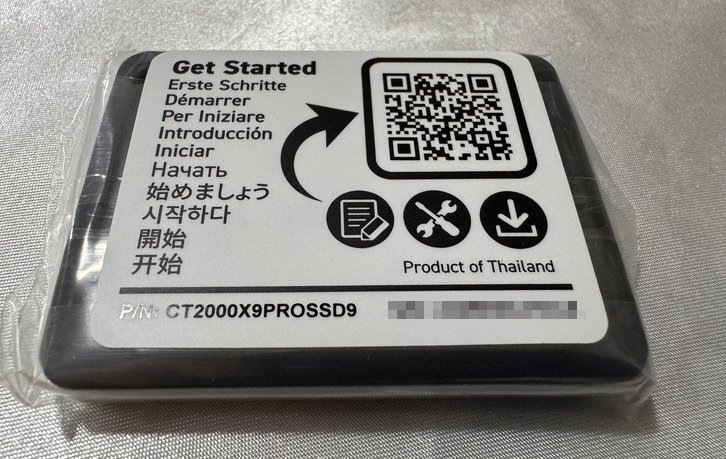 Get Started
Erste Schritte
Démarrer
Per Iniziare
Introducción
Iniciar
Начать
始めましょう
시작하다
開始
开始
Product of Thailand
P/N: CT2000X9PROSSD9